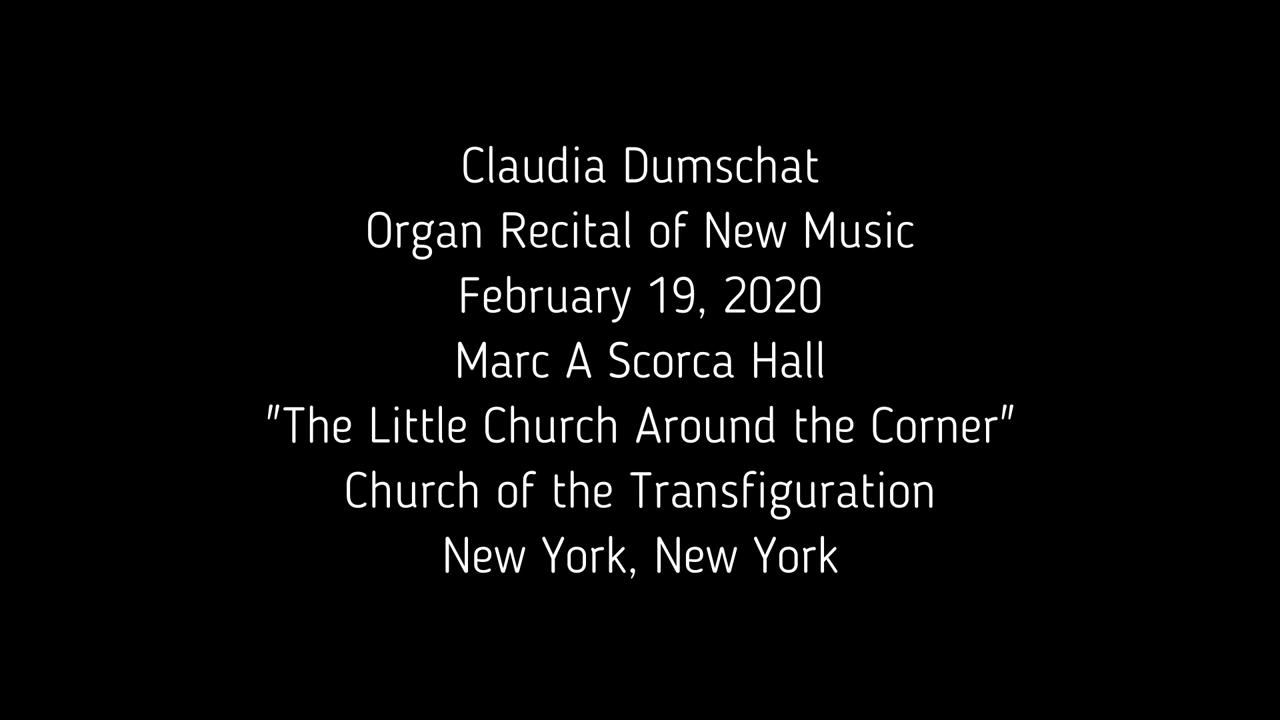 Claudia Dumschat
Organ Recital of New Music
February 19, 2020
Marc A Scorca Hall
"The Little Church Around the Corner"
Church of the Transfiguration
New York, New York